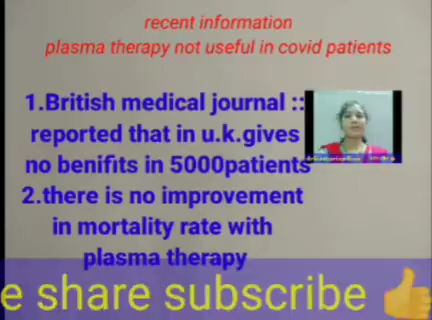 recent information
plasma therapy not useful in covid patients
1.British medical journal ::
reported that in u.k.gives
no benifits in 5000patients
2.there is no improvement
in mortality rate with
plasma therapy
e share subscribe